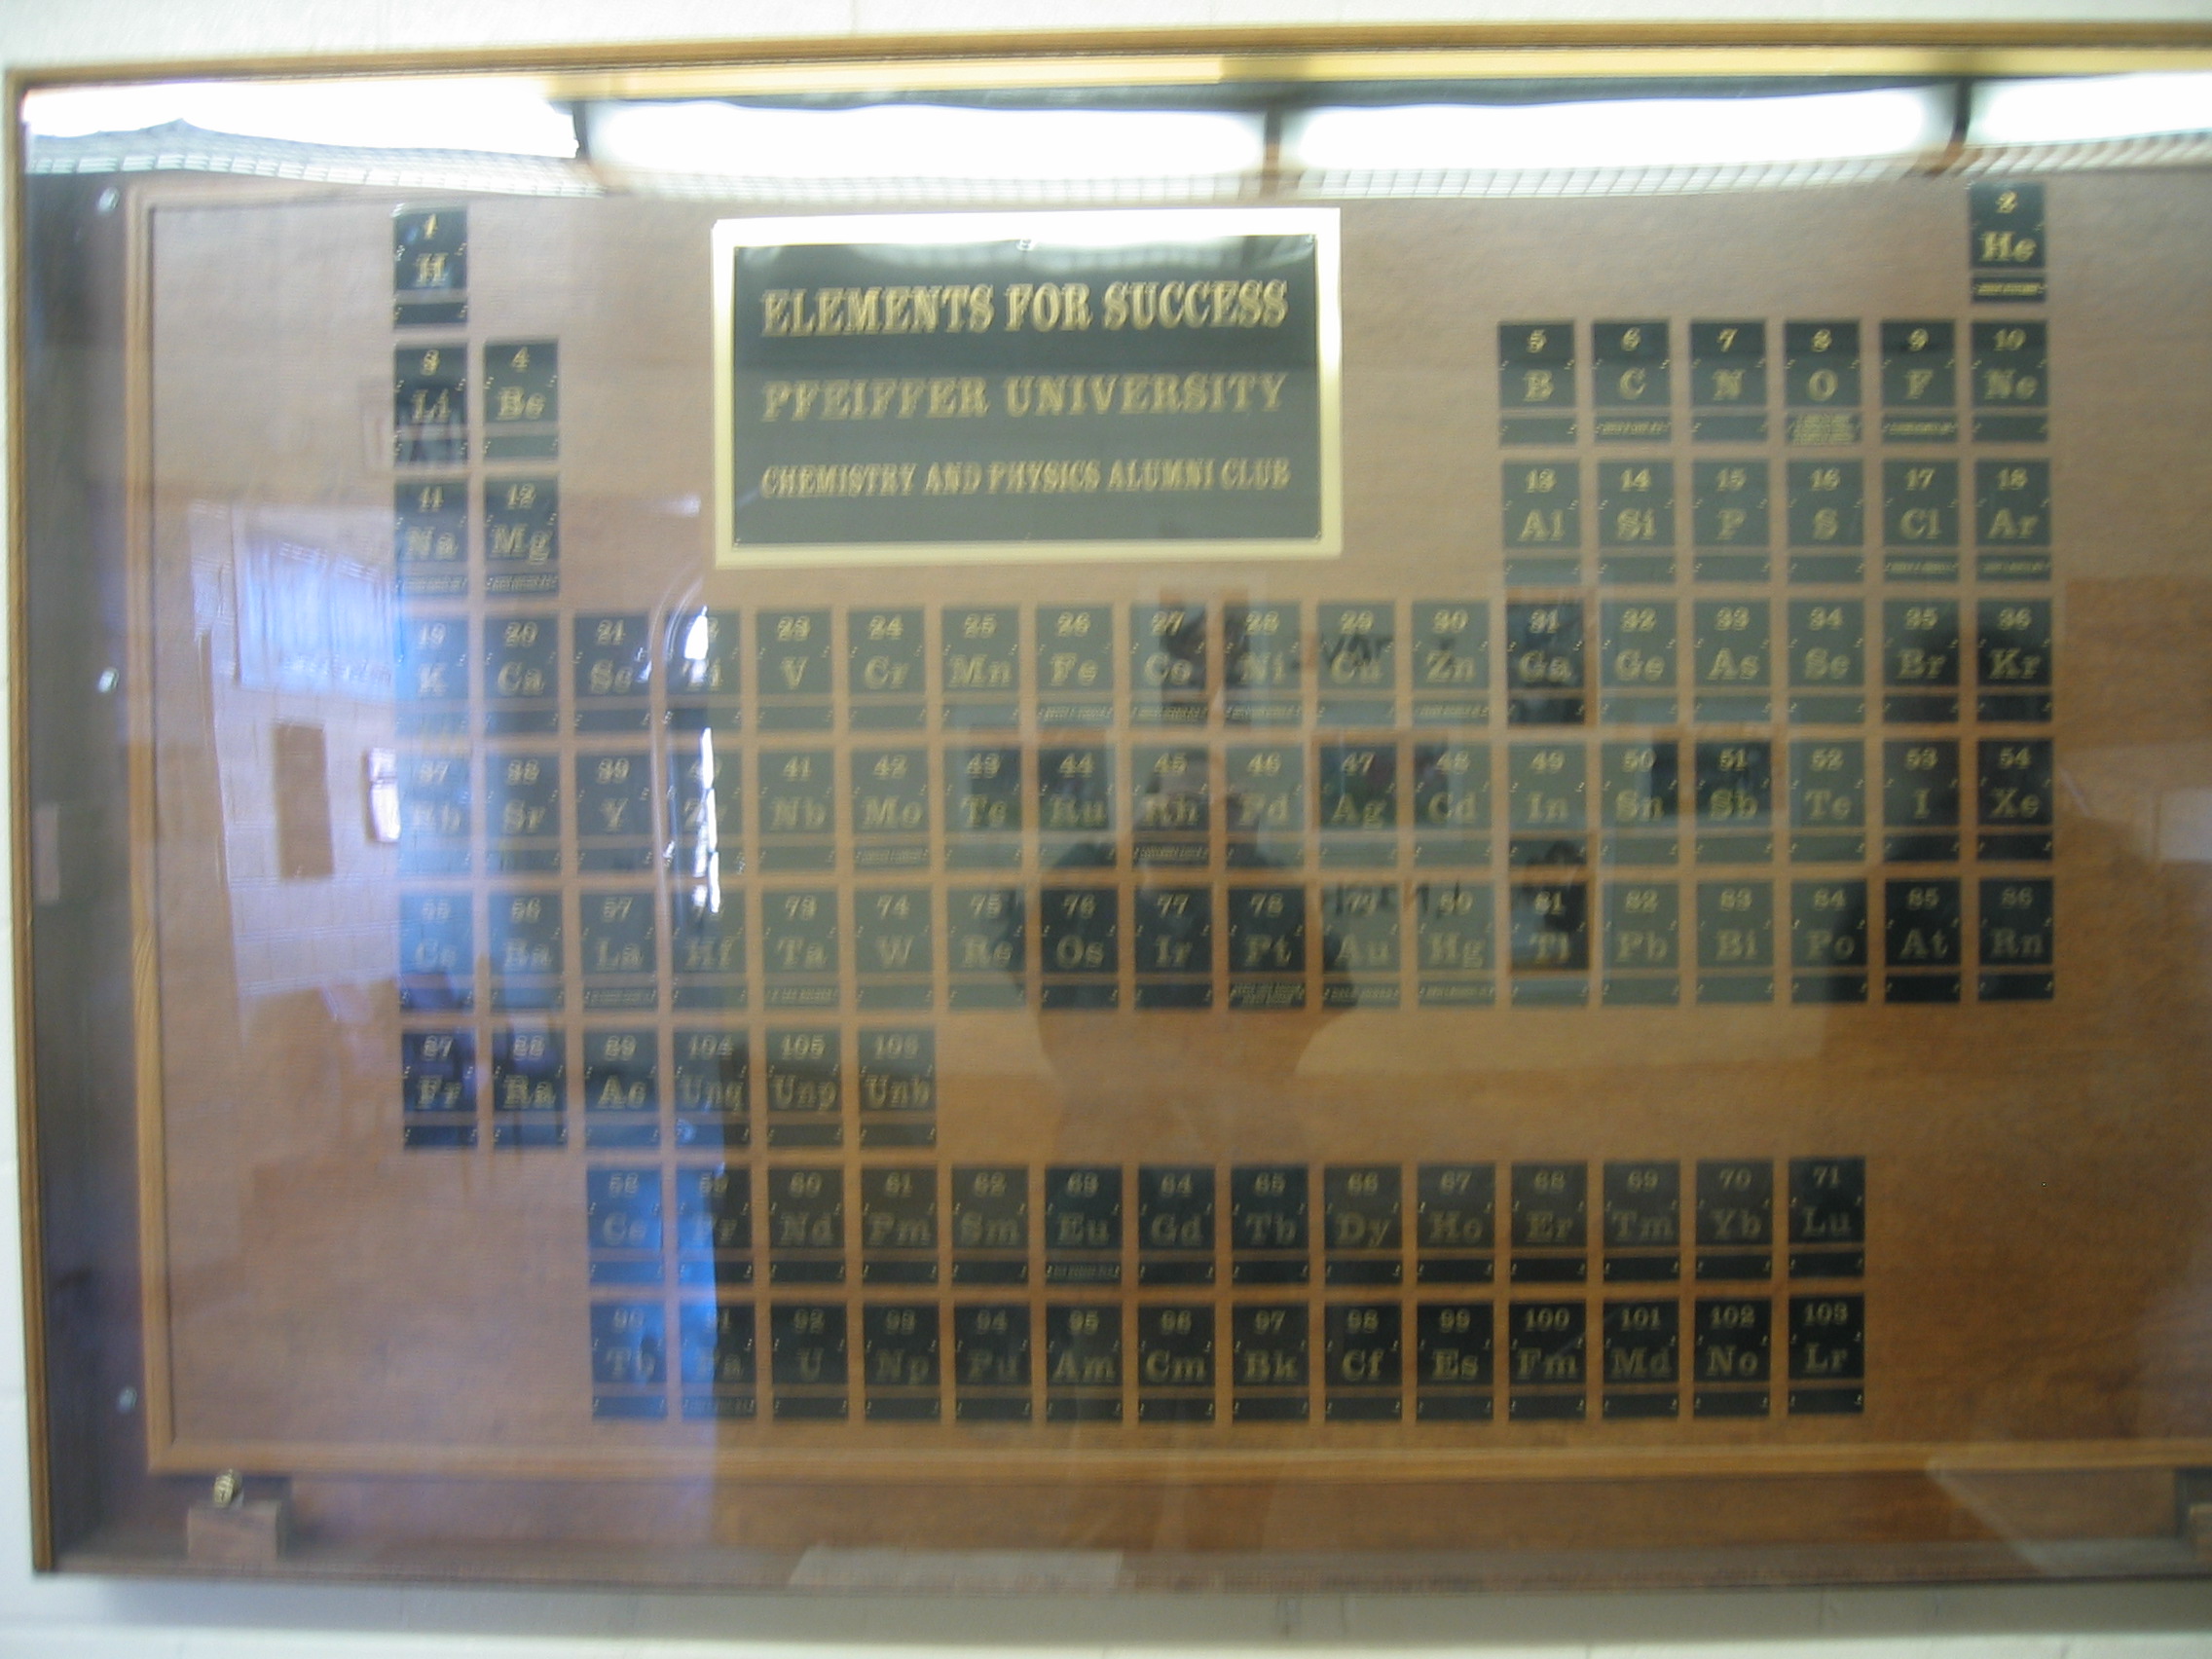 1 2
H He
ELEMENTS FOR SUCCESS
PFEIFFER UNIVERSITY
CHEMISTRY AND PHYSICS ALUMNI CLUB
3 4 5 6 7 8 9 10
Li Be B C N O F Ne
11 12 13 14 15 16 17 18
Na Mg Al Si P S Cl Ar
19 20 21 23 24 25 26 27 28 29 30 31 32 33 34 35 36
K Ca Sc Ti V Cr Mn Fe Co Ni Cu Zn Ga Ge As Se Br Kr
37 38 39 40 41 42 43 44 45 46 47 48 49 50 51 52 53 54
Rb Sr Y Nb Mo Tc Ru Rh Pd Ag Cd In Sn Sb Te I Xe
55 56 57 73 74 75 76 77 78 79 80 81 82 83 84 85 86
Cs Ba La Hf Ta W Re Os Ir Pt Au Hg Tl Pb Bi Po At Rn
87 88 89 104 105 106
Fr Ra Ac Unq Unp Unh
58 59 60 61 62 63 64 65 66 67 68 69 70 71
Ce Pr Nd Pm Sm Eu Gd Tb Dy Ho Er Tm Yb Lu
90 91 92 93 94 95 96 97 98 99 100 101 102 103
Th Pa U Np Pu Am Cm Bk Cf Es Fm Md No Lr